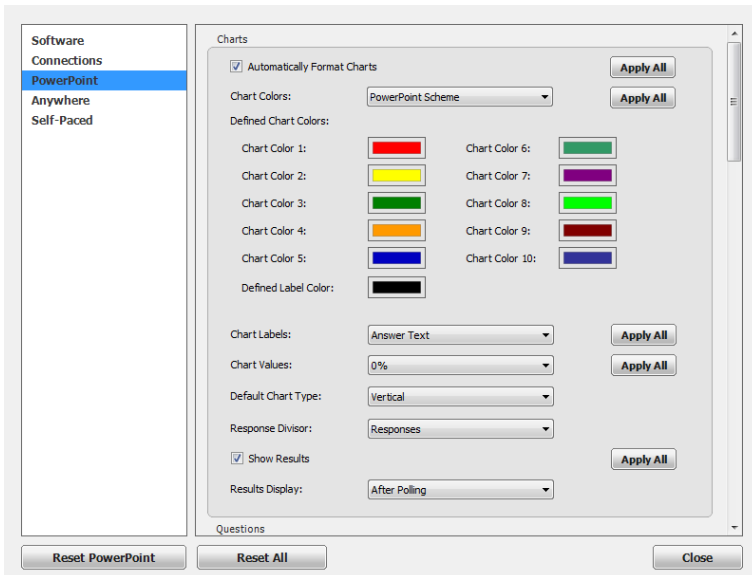 Software
Connections
PowerPoint
Anywhere
Self-Paced
Charts
Automatically Format Charts Apply All
Chart Colors: PowerPoint Scheme Apply All
Defined Chart Colors:
Chart Color 1: Chart Color 6:
Chart Color 2: Chart Color 7:
Chart Color 3: Chart Color 8:
Chart Color 4: Chart Color 9:
Chart Color 5: Chart Color 10:
Defined Label Color:
Chart Labels: Answer Text Apply All
Chart Values: 0% Apply All
Default Chart Type: Vertical
Response Divisor: Responses
Show Results Apply All
Results Display: After Polling
Questions
Reset PowerPoint Reset All Close